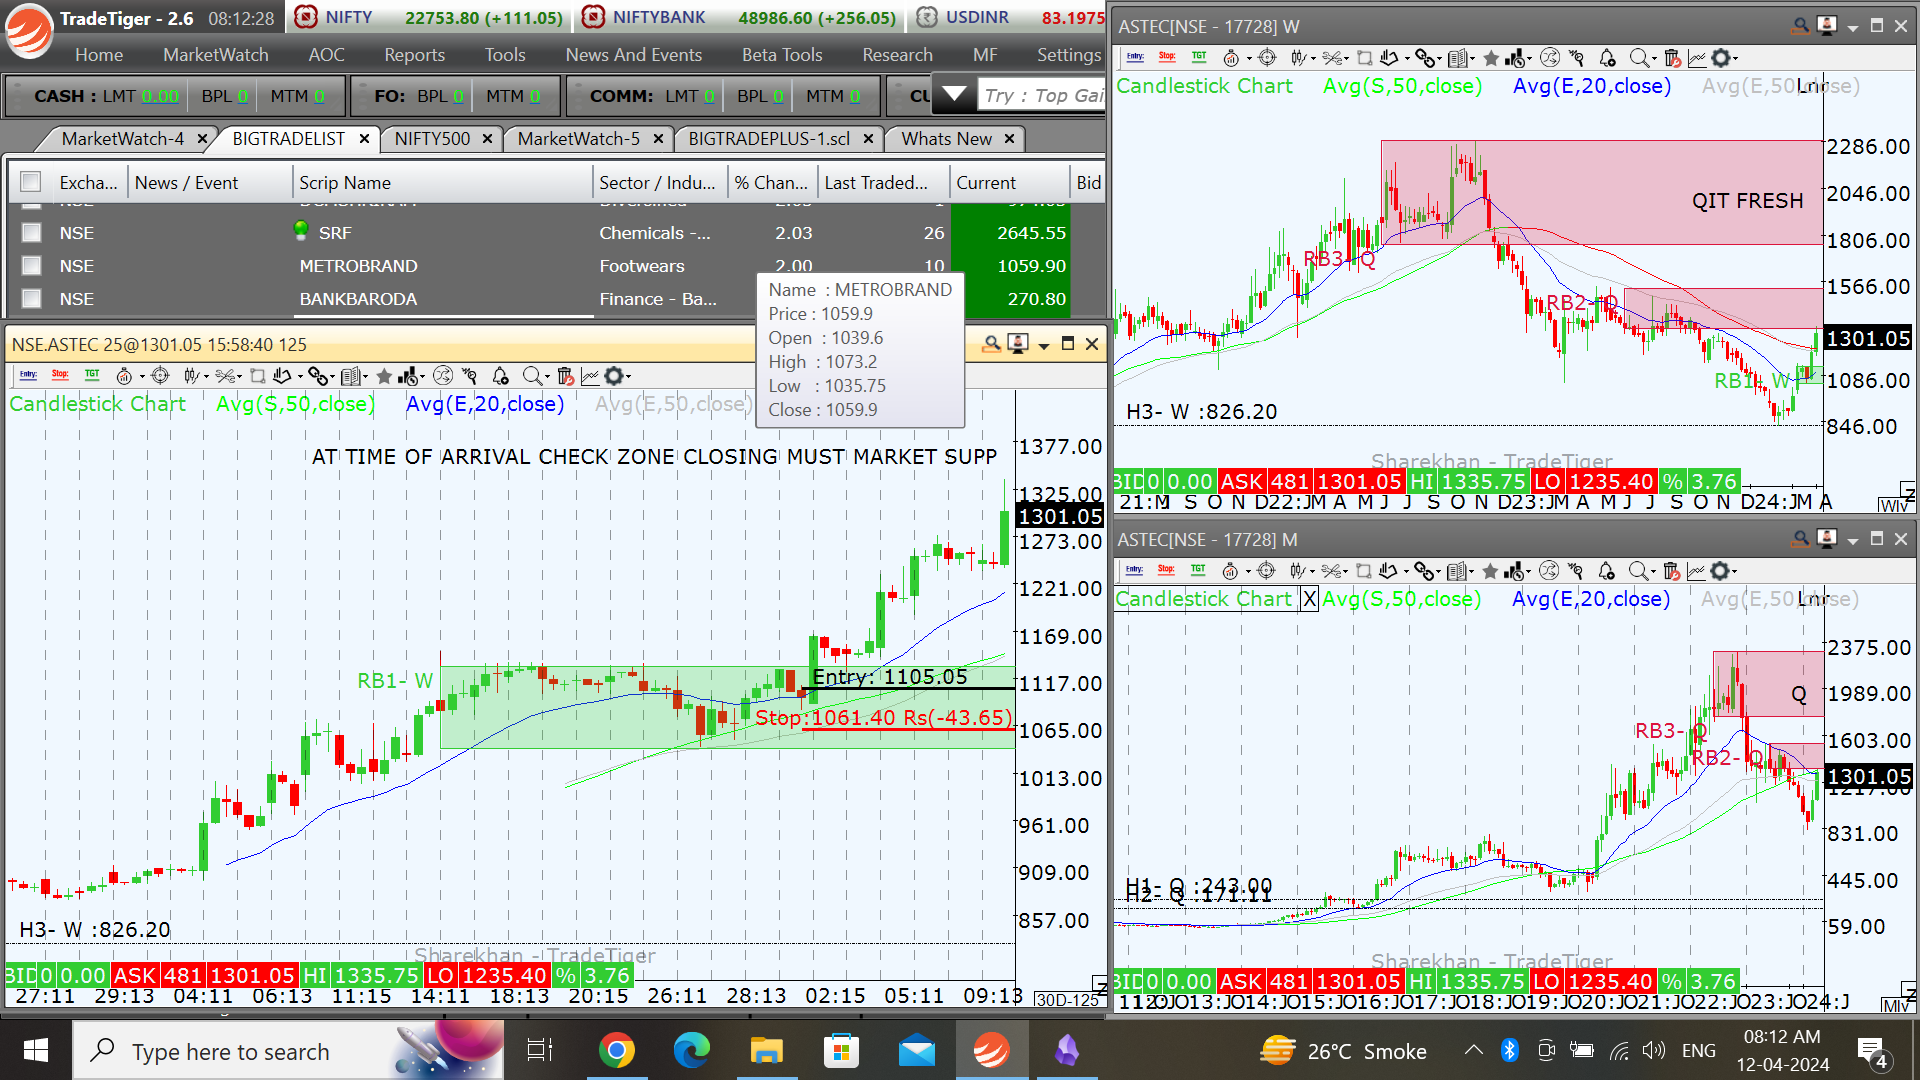 TradeTiger - 2.6 08:12:28 NIFTY 22753.80 (+111.05) NIFTYBANK 48986.60 (+256.05) USDINR 83.1975
Home MarketWatch AOC Reports Tools News And Events Beta Tools Research MF Settings
CASH : LMT 0.00 BPL 0 MTM 0 FO: BPL 0 MTM 0 COMM: LMT 0 BPL 0 MTM 0 Try : Top Gai
MarketWatch-4 BIGTRADELIST NIFTY500 MarketWatch-5 BIGTRADEPLUS-1.scl Whats New
Excha... News / Event Scrip Name Sector / Indu... % Chan... Last Traded... Current Bid
NSE SRF Chemicals -... 2.03 26 2645.55
NSE METROBRAND Footwears 2.00 10 1059.90
NSE BANKBARODA Finance - Ba... 270.80
Name : METROBRAND
Price : 1059.9
Open : 1039.6
High : 1073.2
Low : 1035.75
Close : 1059.9
NSE.ASTEC 25@1301.05 15:58:40 125
Entry: Stop: TGT
Candlestick Chart Avg(S,50,close) Avg(E,20,close) Avg(E,50,close)
AT TIME OF ARRIVAL CHECK ZONE CLOSING MUST MARKET SUPP
1377.00
1325.00
1301.05
1273.00
1221.00
1169.00
1117.00
1065.00
1013.00
961.00
909.00
857.00
RB1- W
Entry: 1105.05
Stop:1061.40 Rs(-43.65)
H3- W :826.20
Sharekhan - TradeTiger
BID 0 0.00 ASK 481 1301.05 HI 1335.75 LO 1235.40 % 3.76
27:11 29:13 04:11 06:13 11:15 14:11 18:13 20:15 26:11 28:13 02:15 05:11 09:13 30D-125
ASTEC[NSE - 17728] W
Entry: Stop: TGT
Candlestick Chart Avg(S,50,close) Avg(E,20,close) Avg(E,50,close)
2286.00
2046.00
1806.00
1566.00
1301.05
1086.00
846.00
QIT FRESH
RB3- Q
RB2- Q
RB1- W
H3- W :826.20
Sharekhan - TradeTiger
BID 0 0.00 ASK 481 1301.05 HI 1335.75 LO 1235.40 % 3.76
21:M J S O N D22:J M A M J J S O N D23:J M A M J J S O N D24:J M A
ASTEC[NSE - 17728] M
Entry: Stop: TGT
Candlestick Chart X Avg(S,50,close) Avg(E,20,close) Avg(E,50,close)
2375.00
1989.00
1603.00
1301.05
831.00
445.00
59.00
Q
RB3- Q
RB2- Q
H1- Q :243.00
H2- Q :171.11
Sharekhan - TradeTiger
BID 0 0.00 ASK 481 1301.05 HI 1335.75 LO 1235.40 % 3.76
Type here to search
26°C Smoke
ENG
08:12 AM
12-04-2024
4